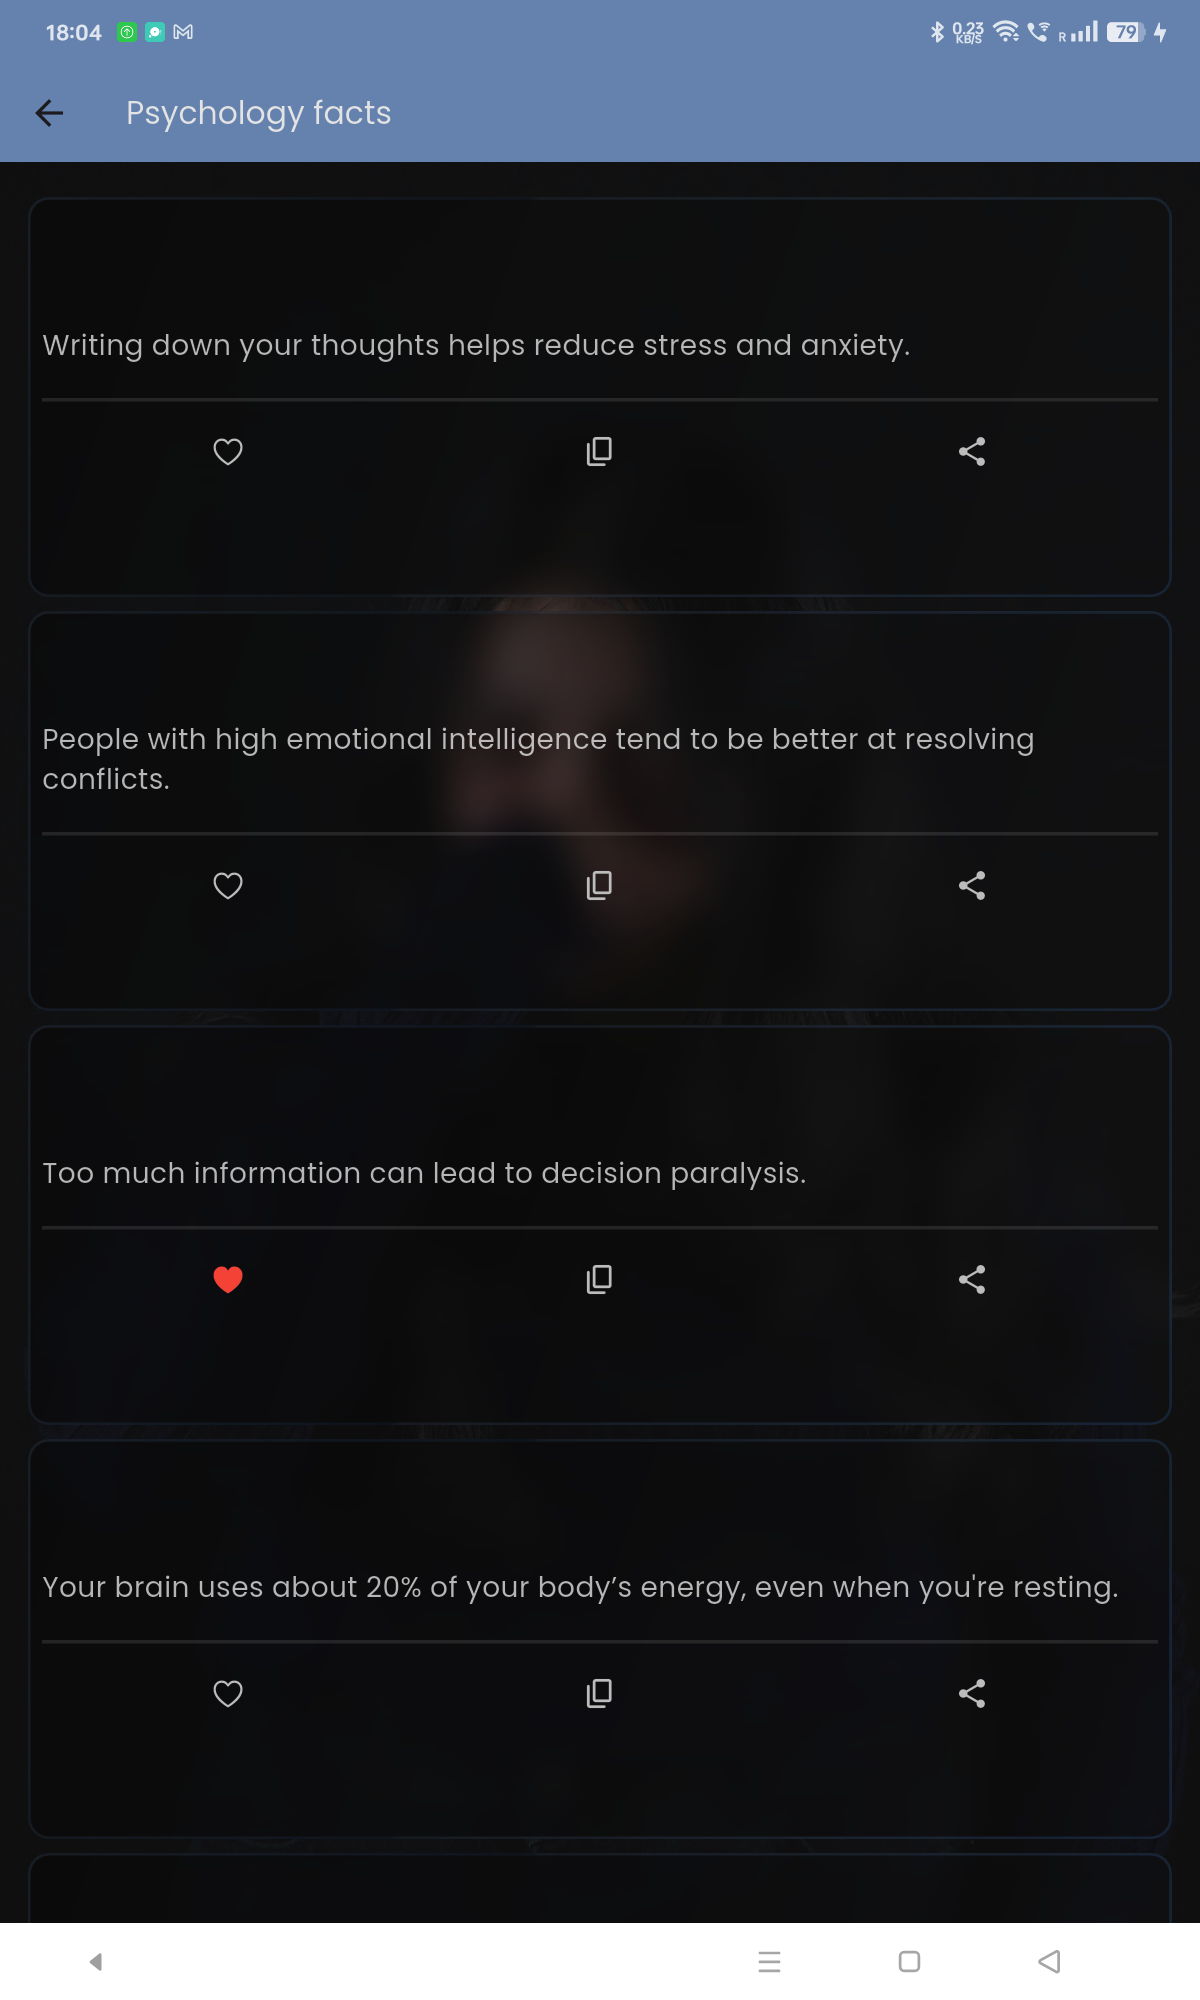 18:04
0.23
KB/S
R
79
Psychology facts
Writing down your thoughts helps reduce stress and anxiety.
People with high emotional intelligence tend to be better at resolving
conflicts.
Too much information can lead to decision paralysis.
Your brain uses about 20% of your body’s energy, even when you're resting.